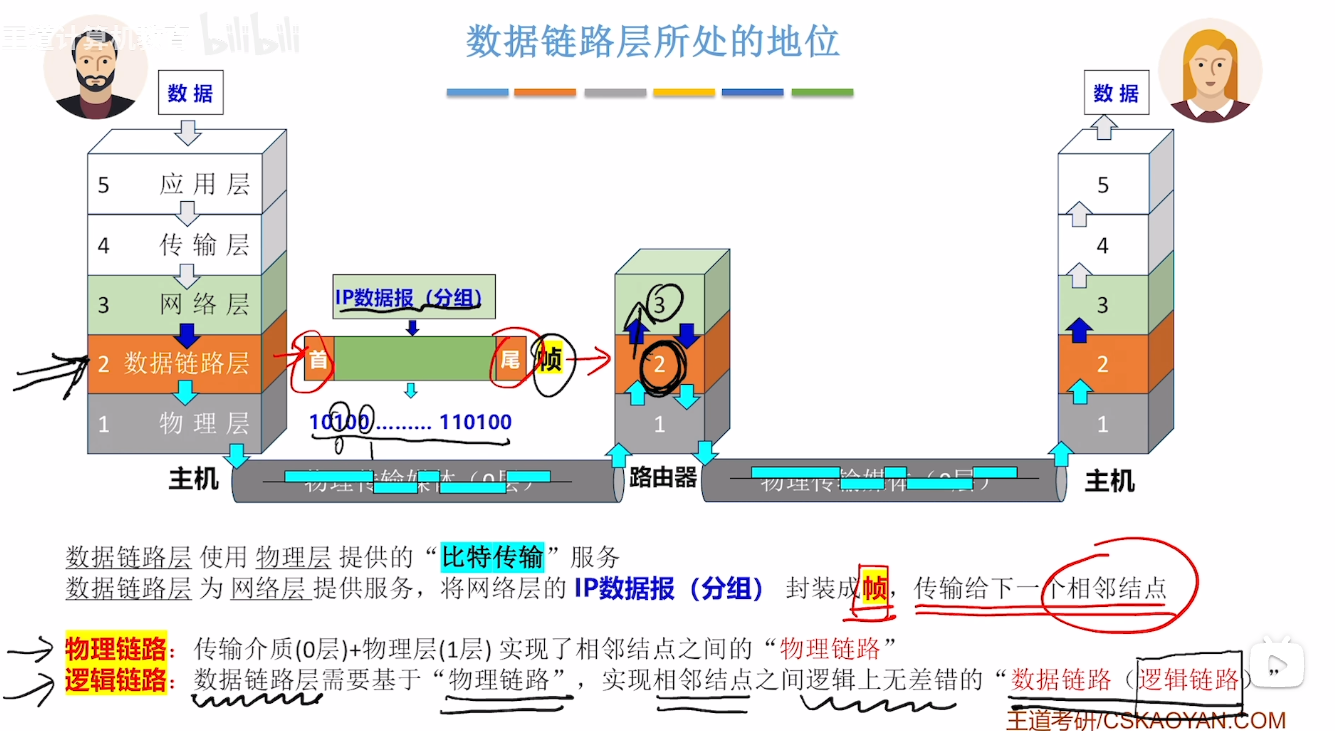 王道计算机教育 bilibili
数据链路层所处的地位
数据
数据
5 应用层
4 传输层
3 网络层
2 数据链路层
1 物理层
IP数据报（分组）
首
尾
帧
10100 ......... 110100
3
2
1
5
4
3
2
1
主机
物理传输媒体（0层）
路由器
物理传输媒体（0层）
主机
数据链路层 使用 物理层 提供的“比特传输”服务
数据链路层 为 网络层 提供服务，将网络层的 IP数据报（分组） 封装成帧，传输给下一个相邻结点
物理链路：传输介质(0层)+物理层(1层) 实现了相邻结点之间的“物理链路”
逻辑链路：数据链路层需要基于“物理链路”，实现相邻结点之间逻辑上无差错的“数据链路（逻辑链路）”
王道考研/CSKAOYAN.COM